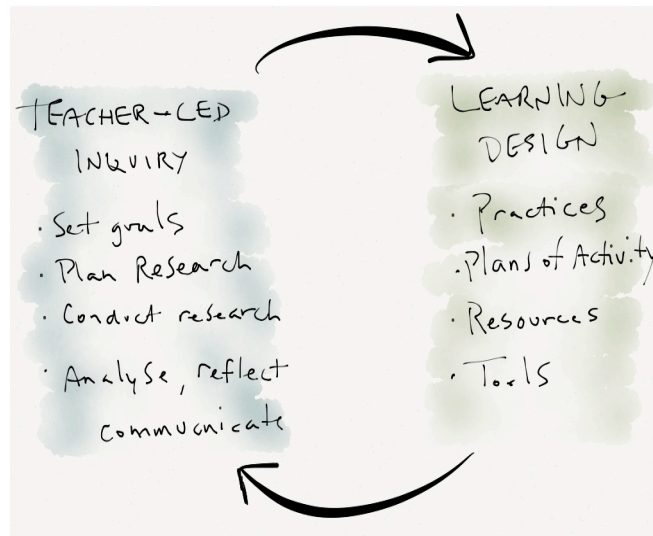 TEACHER-LED
INQUIRY
· Set goals
· Plan Research
· Conduct research
· Analyse, reflect
communicate
LEARNING
DESIGN
· Practices
· Plans of Activity
· Resources
· Tools